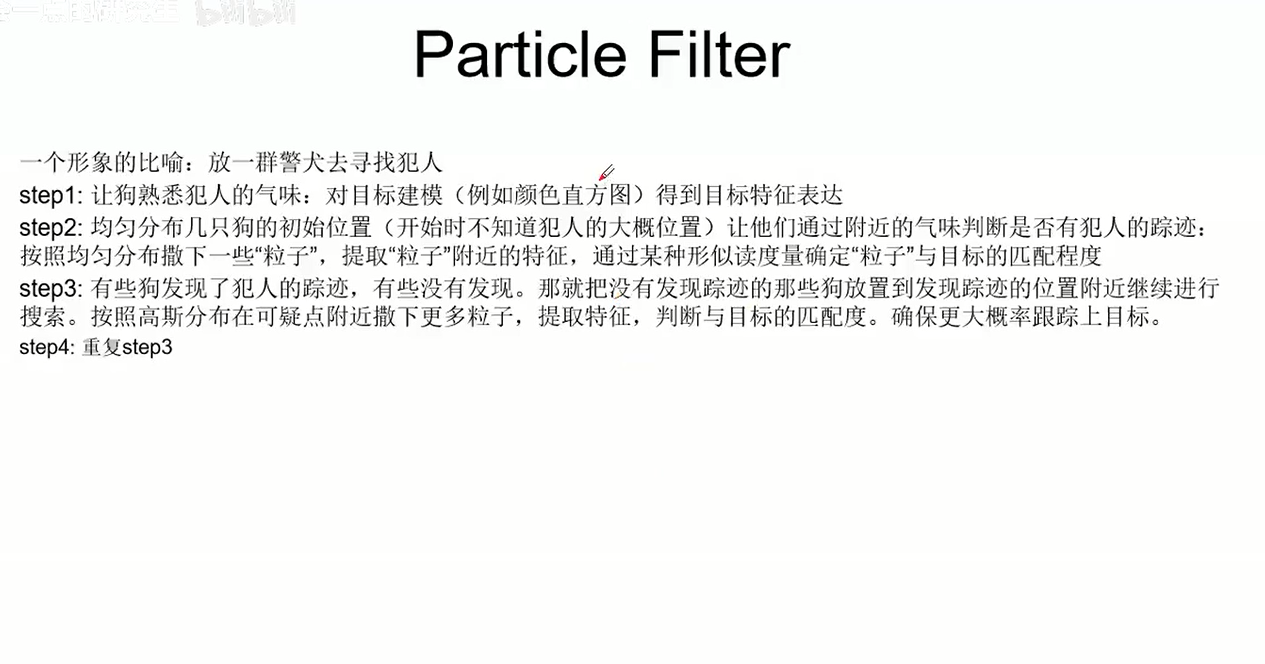 bilibili
Particle Filter
一个形象的比喻：放一群警犬去寻找犯人
step1: 让狗熟悉犯人的气味：对目标建模（例如颜色直方图）得到目标特征表达
step2: 均匀分布几只狗的初始位置（开始时不知道犯人的大概位置）让他们通过附近的气味判断是否有犯人的踪迹：
按照均匀分布撒下一些“粒子”，提取“粒子”附近的特征，通过某种形似读度量确定“粒子”与目标的匹配程度
step3: 有些狗发现了犯人的踪迹，有些没有发现。那就把没有发现踪迹的那些狗放置到发现踪迹的位置附近继续进行
搜索。按照高斯分布在可疑点附近撒下更多粒子，提取特征，判断与目标的匹配度。确保更大概率跟踪上目标。
step4: 重复step3